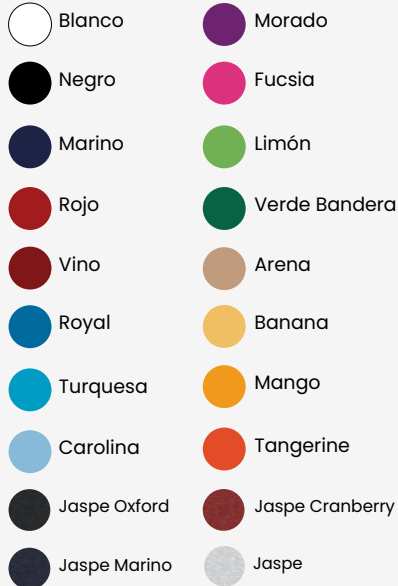 Blanco
Morado
Negro
Fucsia
Marino
Limón
Rojo
Verde Bandera
Vino
Arena
Royal
Banana
Turquesa
Mango
Carolina
Tangerine
Jaspe Oxford
Jaspe Cranberry
Jaspe Marino
Jaspe